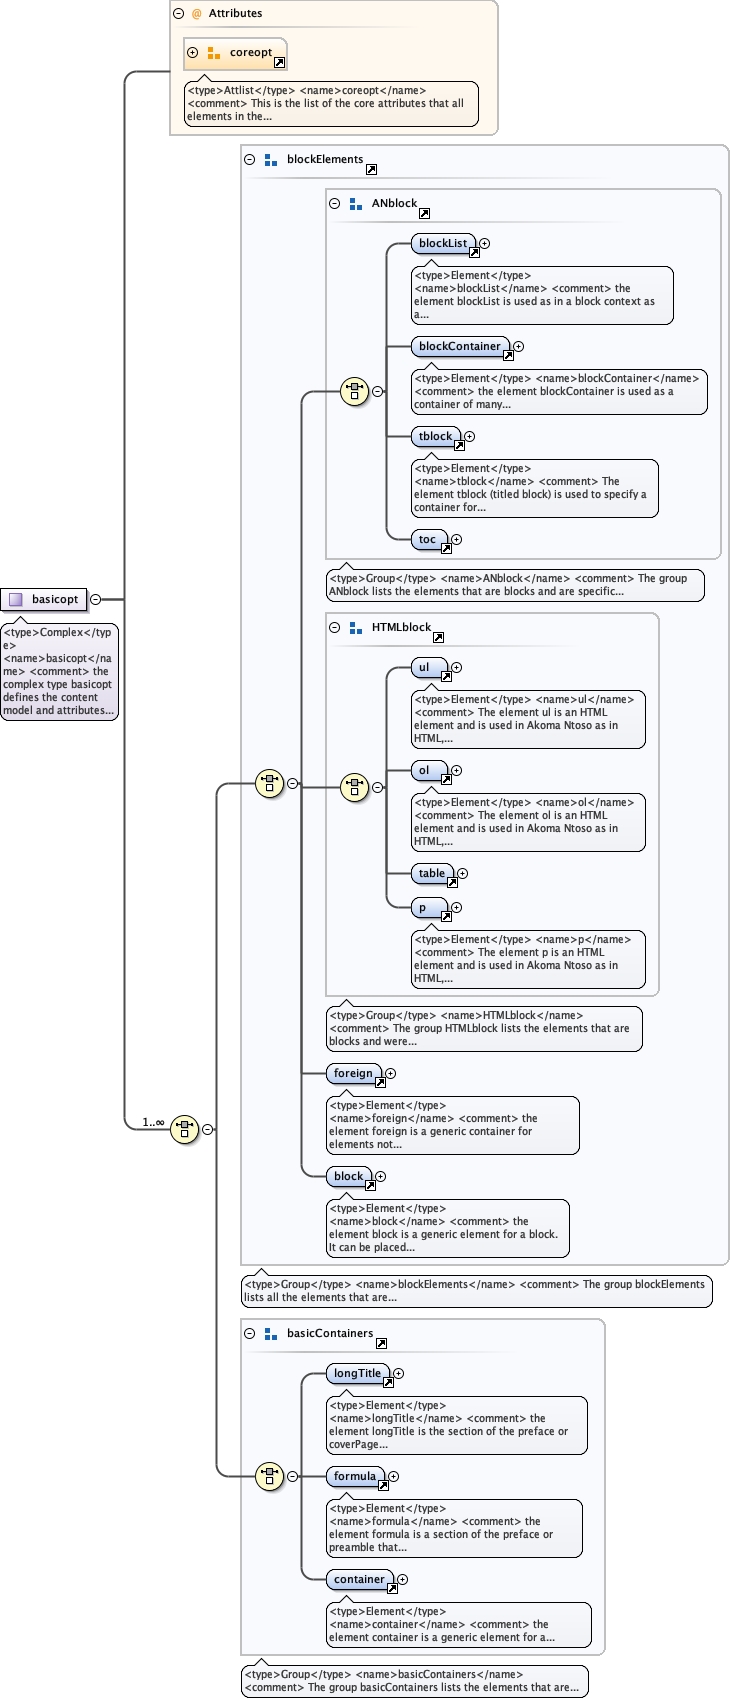 @ Attributes
coreopt
<type>Attlist</type> <name>coreopt</name>
<comment> This is the list of the core attributes that all
elements in the...
blockElements
ANblock
blockList
<type>Element</type>
<name>blockList</name> <comment> the
element blockList is used as in a block context as
a...
blockContainer
<type>Element</type> <name>blockContainer</name>
<comment> the element blockContainer is used as a
container of many...
tblock
<type>Element</type>
<name>tblock</name> <comment> The
element tblock (titled block) is used to specify a
container for...
toc
<type>Group</type> <name>ANblock</name> <comment> The group
ANblock lists the elements that are blocks and are specific...
basicopt
<type>Complex</typ
e>
<name>basicopt</na
me> <comment> the
complex type basicopt
defines the content
model and attributes...
HTMLblock
ul
<type>Element</type> <name>ul</name>
<comment> The element ul is an HTML
element and is used in Akoma Ntoso as in
HTML,...
ol
<type>Element</type> <name>ol</name>
<comment> The element ol is an HTML
element and is used in Akoma Ntoso as in
HTML,...
table
p
<type>Element</type> <name>p</name>
<comment> The element p is an HTML
element and is used in Akoma Ntoso as in
HTML,...
<type>Group</type> <name>HTMLblock</name>
<comment> The group HTMLblock lists the elements that are
blocks and were...
foreign
<type>Element</type>
<name>foreign</name> <comment> the
element foreign is a generic container for
elements not...
1..∞
block
<type>Element</type>
<name>block</name> <comment> the
element block is a generic element for a block.
It can be placed...
<type>Group</type> <name>blockElements</name> <comment> The group blockElements
lists all the elements that are...
basicContainers
longTitle
<type>Element</type>
<name>longTitle</name> <comment> the
element longTitle is the section of the preface or
coverPage...
formula
<type>Element</type>
<name>formula</name> <comment> the
element formula is a section of the preface or
preamble that...
container
<type>Element</type>
<name>container</name> <comment> the
element container is a generic element for a...
<type>Group</type> <name>basicContainers</name>
<comment> The group basicContainers lists the elements that are...